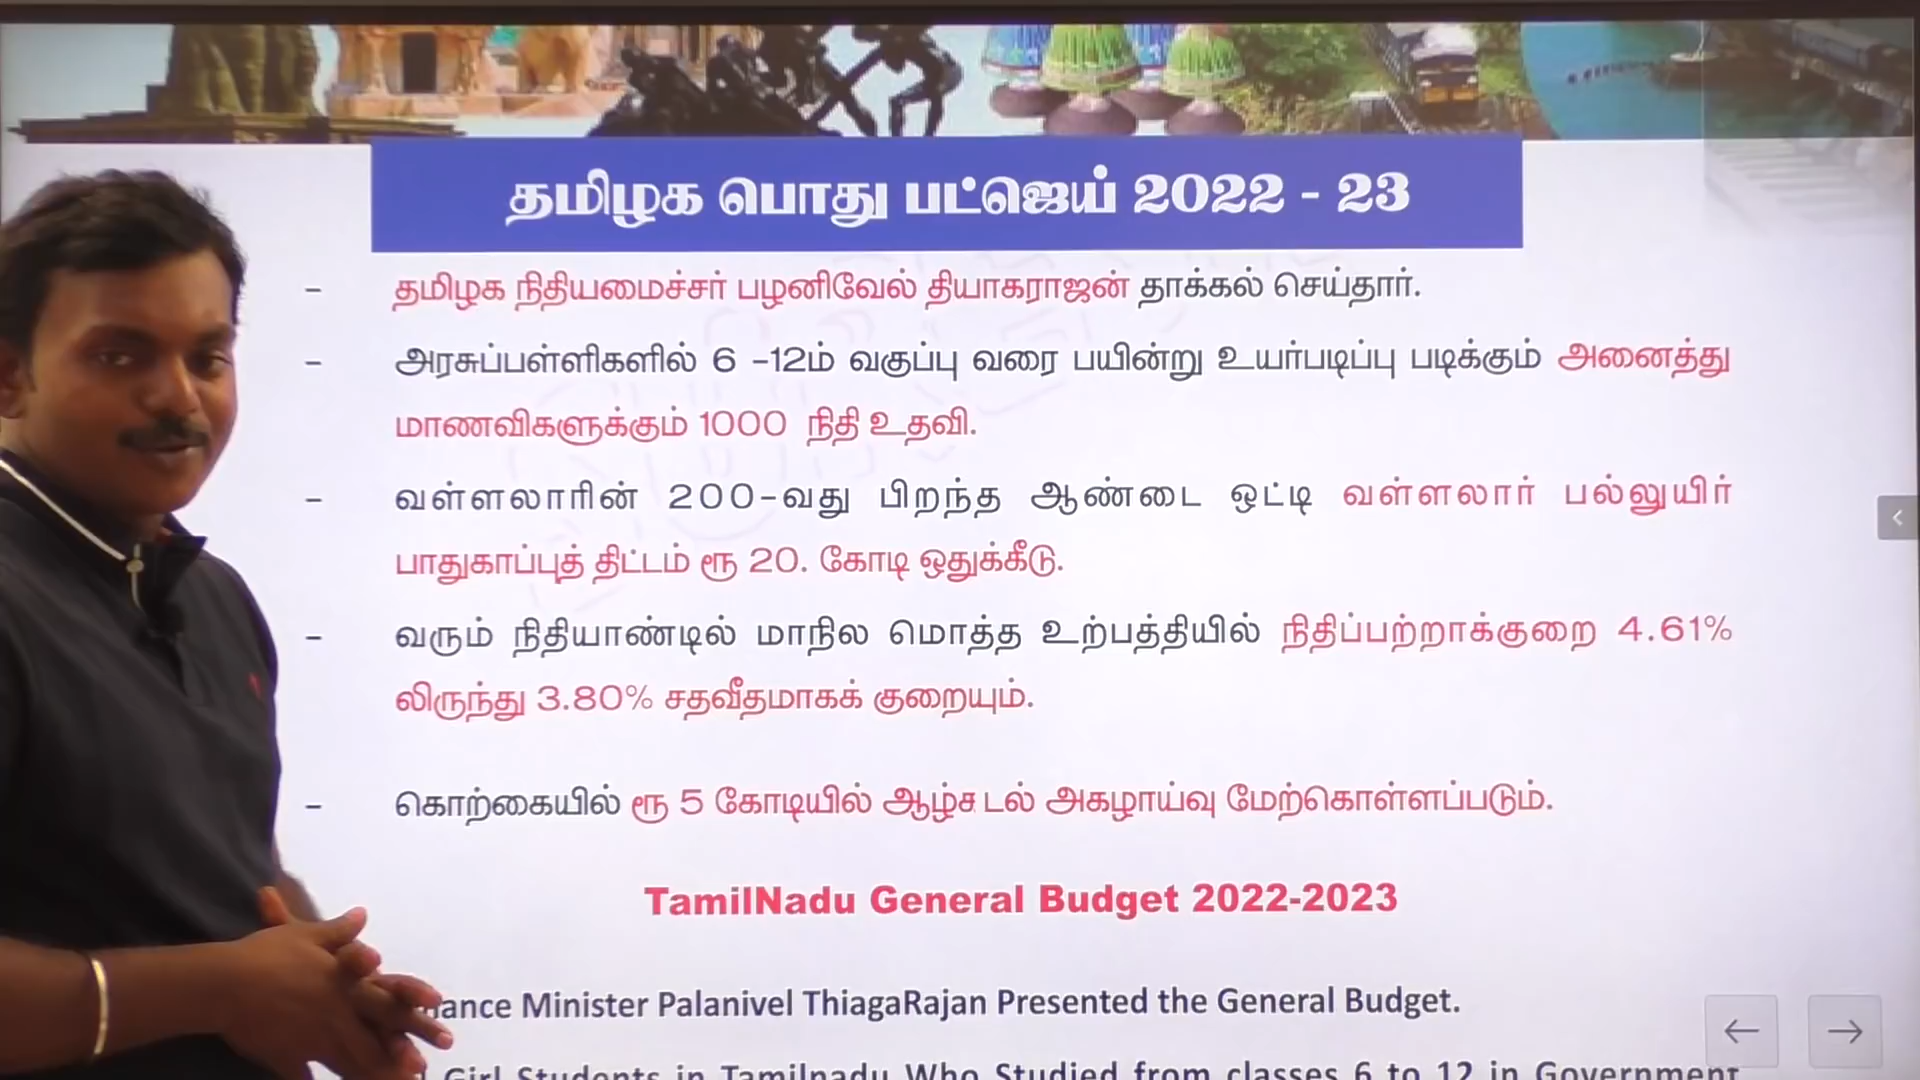 தமிழக பொது பட்ஜெய் 2022 - 23
- தமிழக நிதியமைச்சர் பழனிவேல் தியாகராஜன் தாக்கல் செய்தார்.
- அரசுப்பள்ளிகளில் 6 -12ம் வகுப்பு வரை பயின்று உயர்படிப்பு படிக்கும் அனைத்து
மாணவிகளுக்கும் 1000 நிதி உதவி.
- வள்ளலாரின் 200-வது பிறந்த ஆண்டை ஒட்டி வள்ளலார் பல்லுயிர்
பாதுகாப்புத் திட்டம் ரூ 20. கோடி ஒதுக்கீடு.
- வரும் நிதியாண்டில் மாநில மொத்த உற்பத்தியில் நிதிப்பற்றாக்குறை 4.61%
லிருந்து 3.80% சதவீதமாகக் குறையும்.
- கொற்கையில் ரூ 5 கோடியில் ஆழ்கடல் அகழாய்வு மேற்கொள்ளப்படும்.
TamilNadu General Budget 2022-2023
Minister Palanivel ThiagaRajan Presented the General Budget.
Girl Students in Tamilnadu Who Studied from classes 6 to 12 in Government